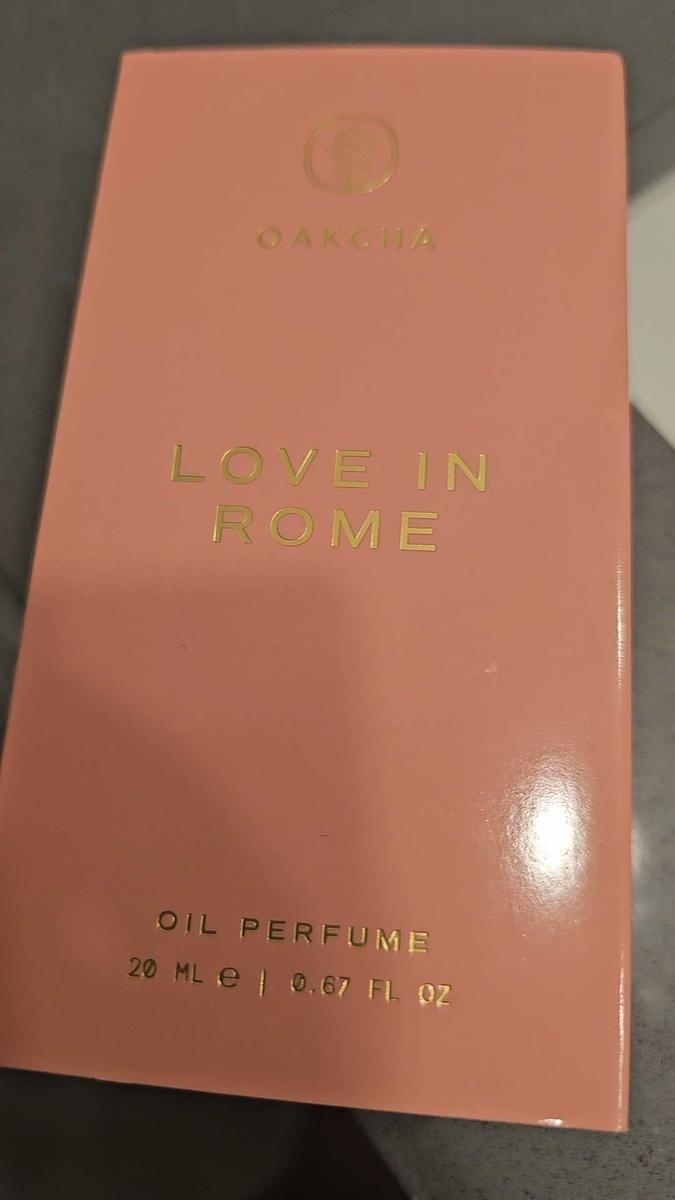 OAKCHA
LOVE IN
ROME
OIL PERFUME
20 ML ℮ | 0.67 FL OZ